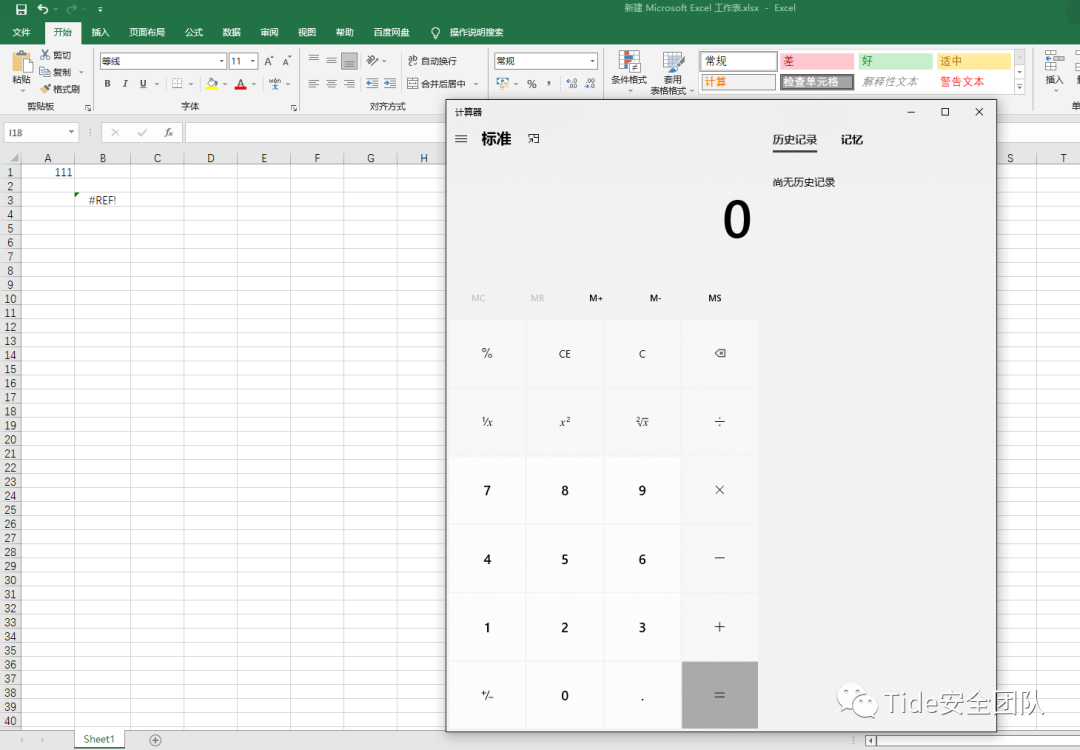 新建 Microsoft Excel 工作表.xlsx - Excel
文件 开始 插入 页面布局 公式 数据 审阅 视图 帮助 百度网盘 操作说明搜索
粘贴 剪切 复制 格式刷 剪贴板
等线 11 A A
B I U A wén 文
字体
自动换行
合并后居中
对齐方式
常规
% ,
条件格式 套用表格格式
常规 差 好 适中
计算 检查单元格 解释性文本 警告文本
插入
I18 fx
A B C D E F G H S T
1 111
2
3 #REF!
4
5
6
7
8
9
10
11
12
13
14
15
16
17
18
19
20
21
22
23
24
25
26
27
28
29
30
31
32
33
34
35
36
37
38
39
40
Sheet1
计算器
标准
历史记录 记忆
尚无历史记录
0
MC MR M+ M- MS
% CE C
¹/x x² ²√x ÷
7 8 9 ×
4 5 6 −
1 2 3 +
+/- 0 . =
Tide安全团队